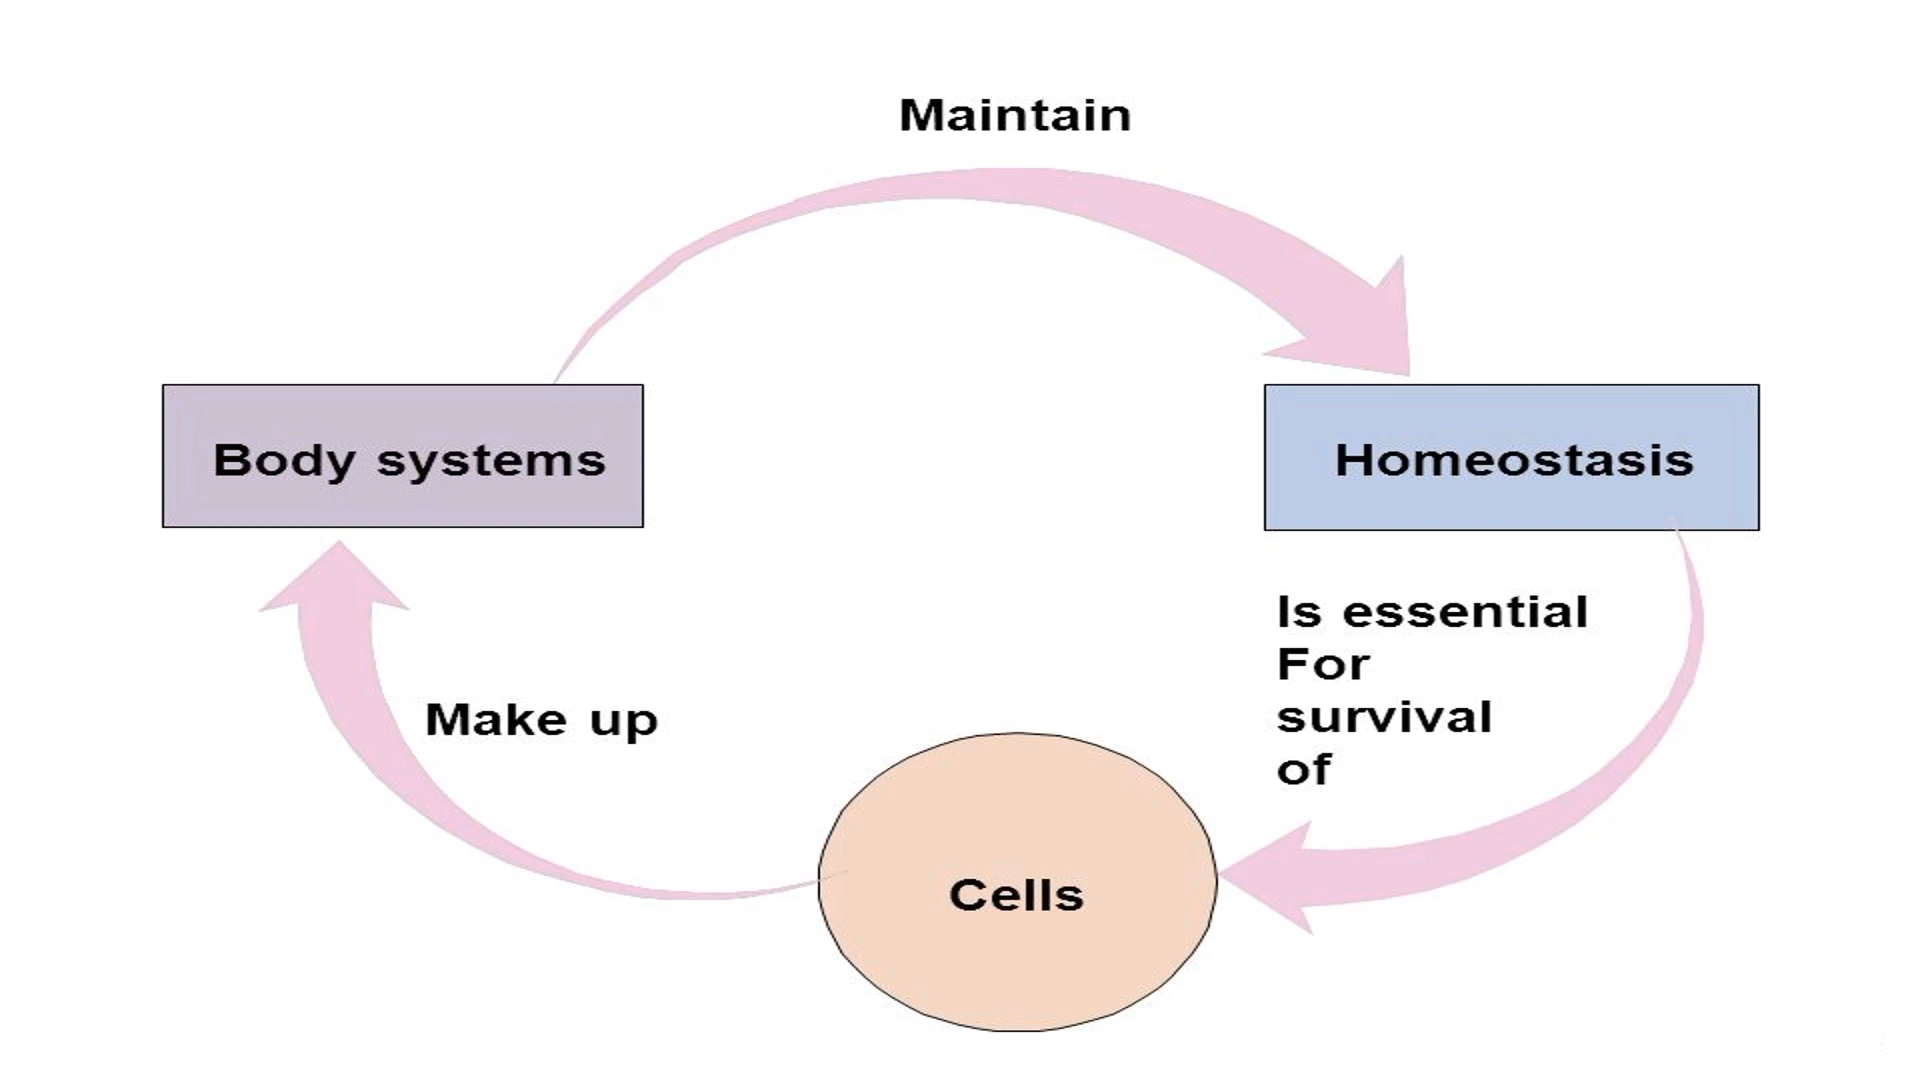 Maintain
Body systems
Homeostasis
Is essential
For
survival
of
Make up
Cells